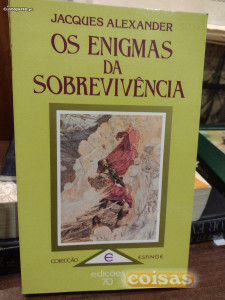 JACQUES ALEXANDER
OS ENIGMAS
DA
SOBREVIVÊNCIA
COLECÇÃO
e
ESFINGE
edições
70
coisas